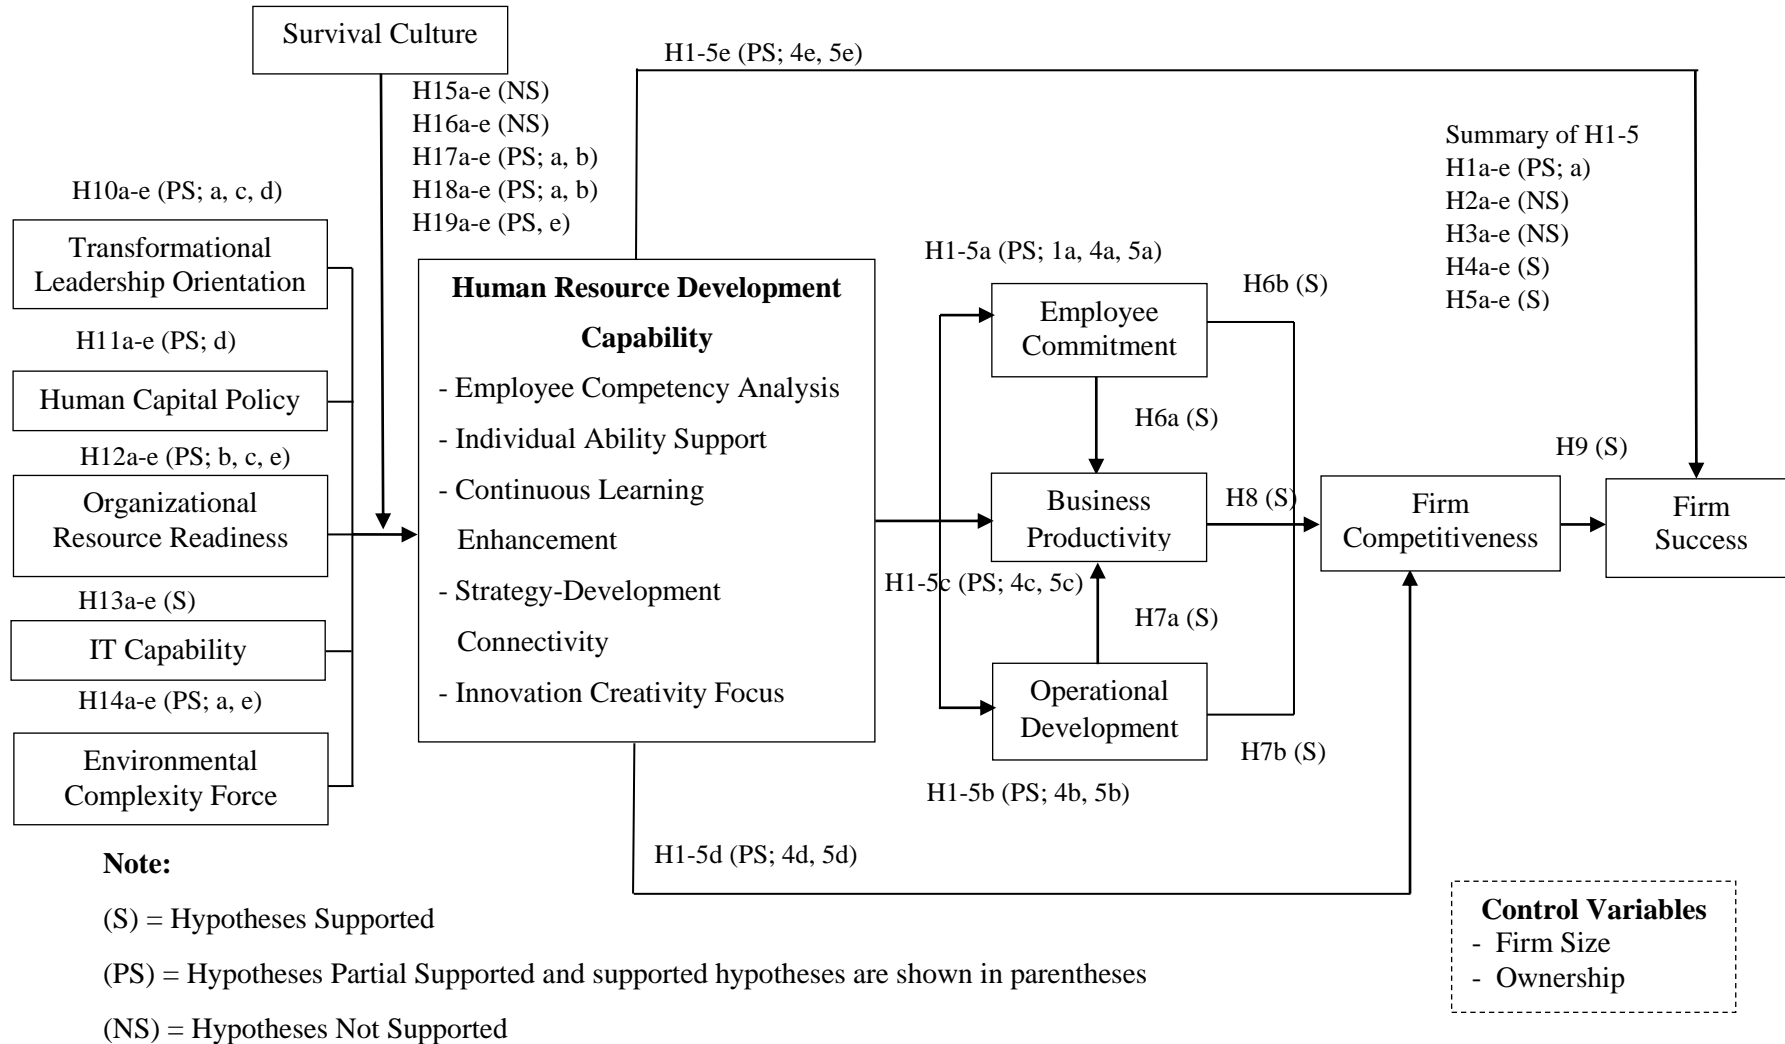 Survival Culture
H1-5e (PS; 4e, 5e)
H15a-e (NS)
H16a-e (NS)
H17a-e (PS; a, b)
H18a-e (PS; a, b)
H19a-e (PS, e)
Summary of H1-5
H1a-e (PS; a)
H2a-e (NS)
H3a-e (NS)
H4a-e (S)
H5a-e (S)
H10a-e (PS; a, c, d)
Transformational
Leadership Orientation
H11a-e (PS; d)
Human Capital Policy
H12a-e (PS; b, c, e)
Organizational
Resource Readiness
H13a-e (S)
IT Capability
H14a-e (PS; a, e)
Environmental
Complexity Force
Human Resource Development
Capability
- Employee Competency Analysis
- Individual Ability Support
- Continuous Learning
Enhancement
- Strategy-Development
Connectivity
- Innovation Creativity Focus
H1-5a (PS; 1a, 4a, 5a)
Employee
Commitment
H6b (S)
H6a (S)
Business
Productivity
H8 (S)
H1-5c (PS; 4c, 5c)
H7a (S)
Operational
Development
H7b (S)
H1-5b (PS; 4b, 5b)
Firm
Competitiveness
H9 (S)
Firm
Success
H1-5d (PS; 4d, 5d)
Note:
(S) = Hypotheses Supported
(PS) = Hypotheses Partial Supported and supported hypotheses are shown in parentheses
(NS) = Hypotheses Not Supported
Control Variables
- Firm Size
- Ownership